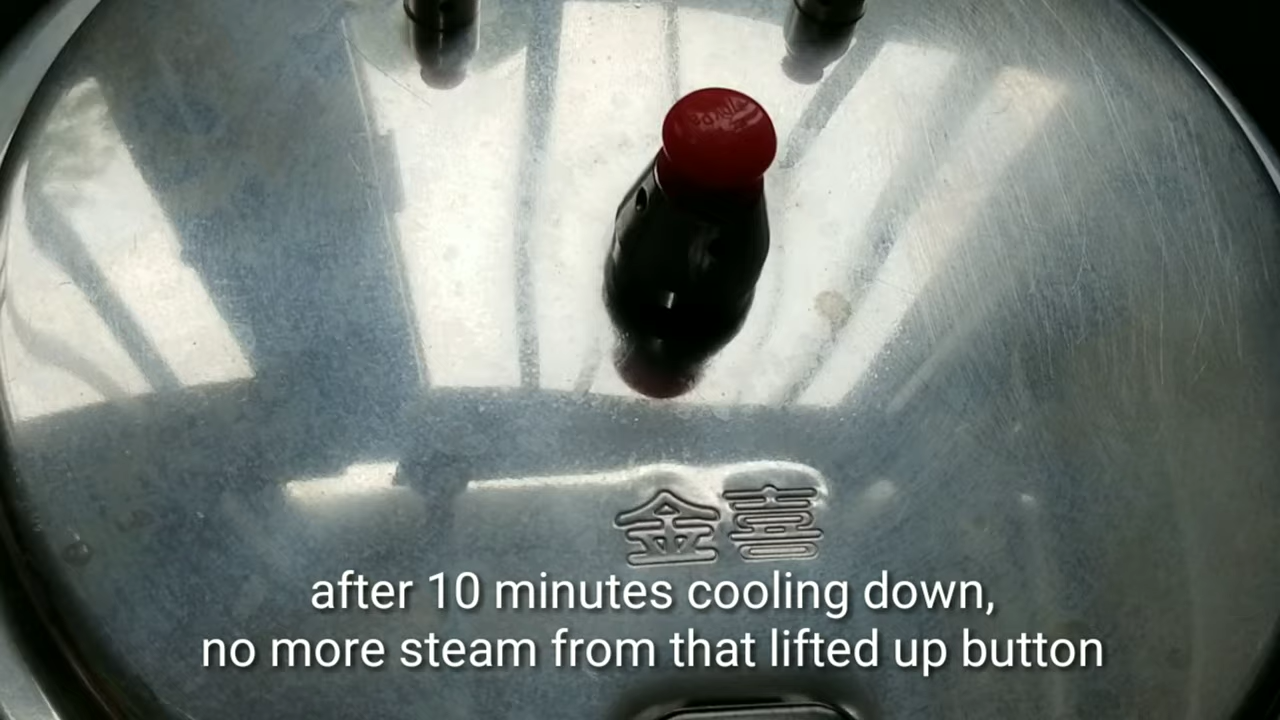 金喜
after 10 minutes cooling down,
no more steam from that lifted up button